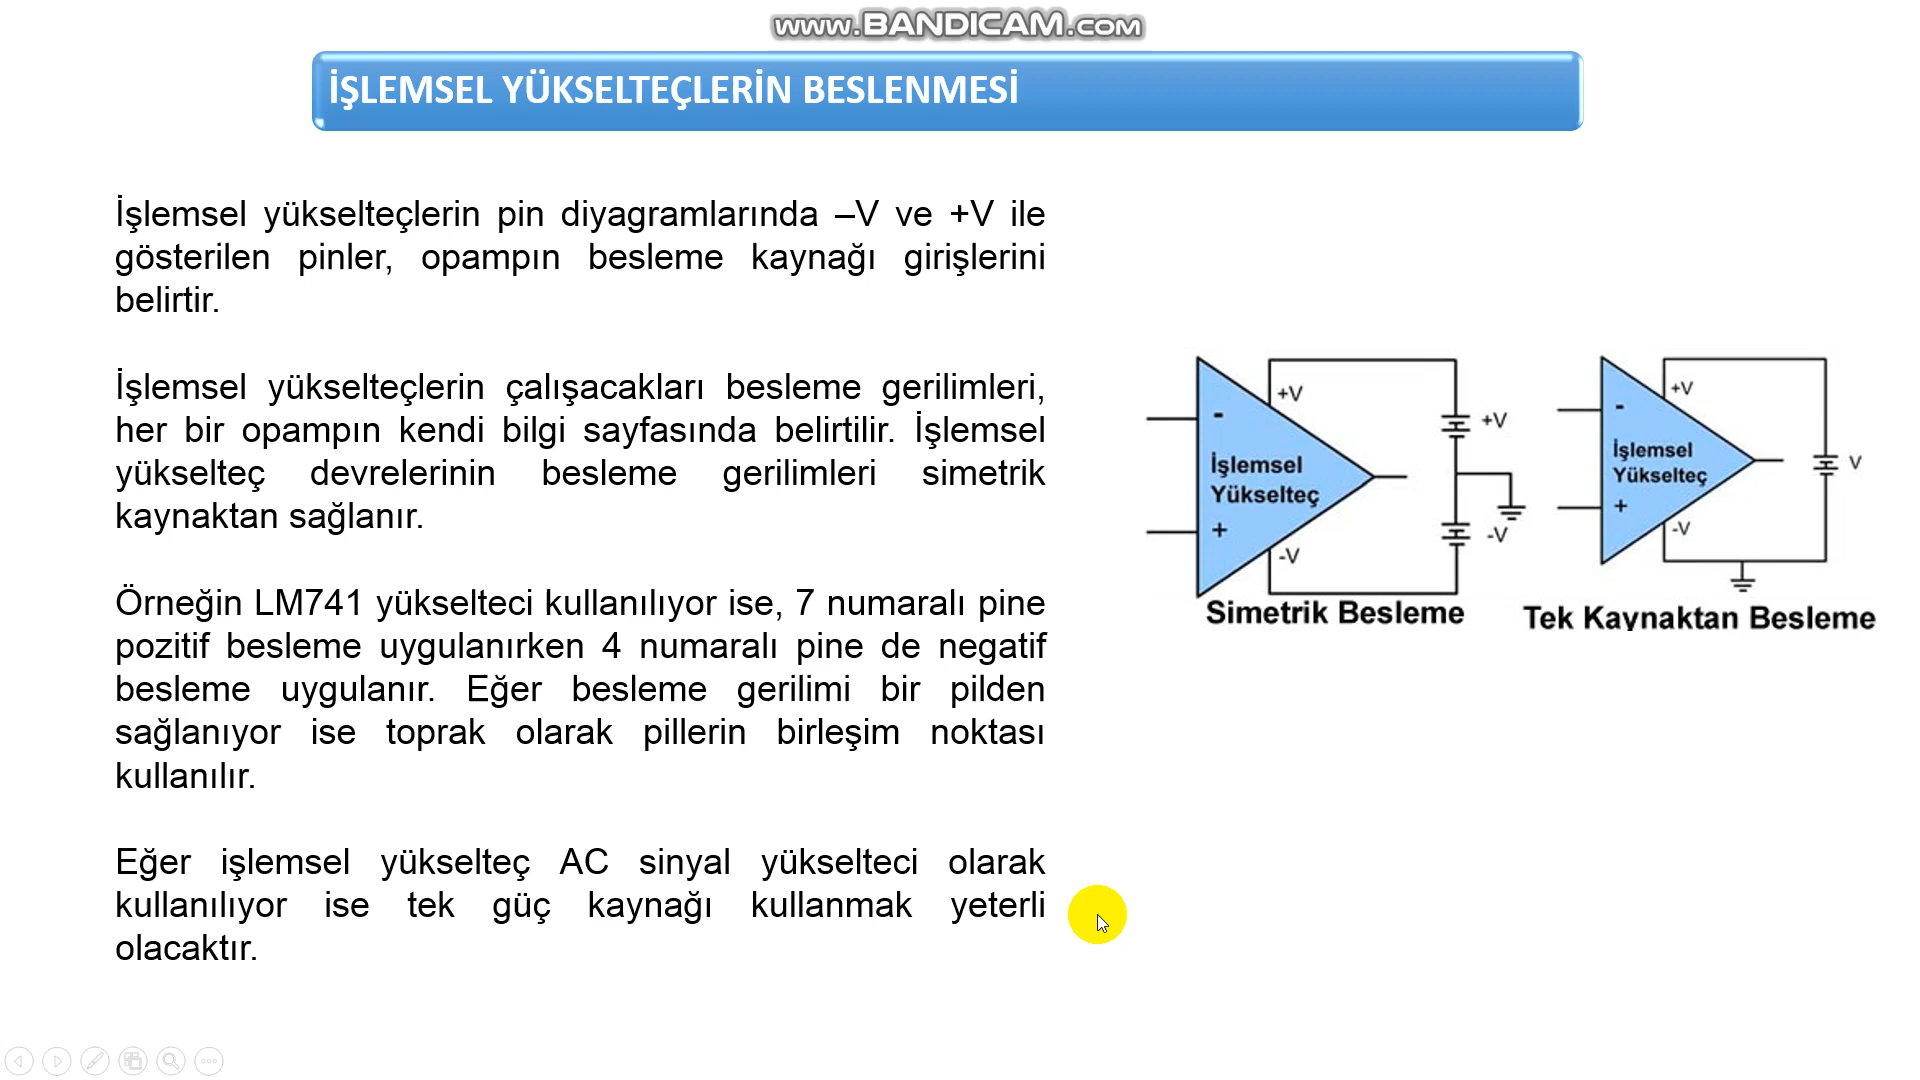 www.BANDICAM.com
İŞLEMSEL YÜKSELTEÇLERİN BESLENMESİ
İşlemsel yükselteçlerin pin diyagramlarında –V ve +V ile
gösterilen pinler, opampın besleme kaynağı girişlerini
belirtir.
İşlemsel yükselteçlerin çalışacakları besleme gerilimleri,
her bir opampın kendi bilgi sayfasında belirtilir. İşlemsel
yükselteç devrelerinin besleme gerilimleri simetrik
kaynaktan sağlanır.
Örneğin LM741 yükselteci kullanılıyor ise, 7 numaralı pine
pozitif besleme uygulanırken 4 numaralı pine de negatif
besleme uygulanır. Eğer besleme gerilimi bir pilden
sağlanıyor ise toprak olarak pillerin birleşim noktası
kullanılır.
Eğer işlemsel yükselteç AC sinyal yükselteci olarak
kullanılıyor ise tek güç kaynağı kullanmak yeterli
olacaktır.
+V
-
+V
İşlemsel
Yükselteç
+
-V
-V
Simetrik Besleme
+V
-
İşlemsel
Yükselteç
V
+
-V
Tek Kaynaktan Besleme